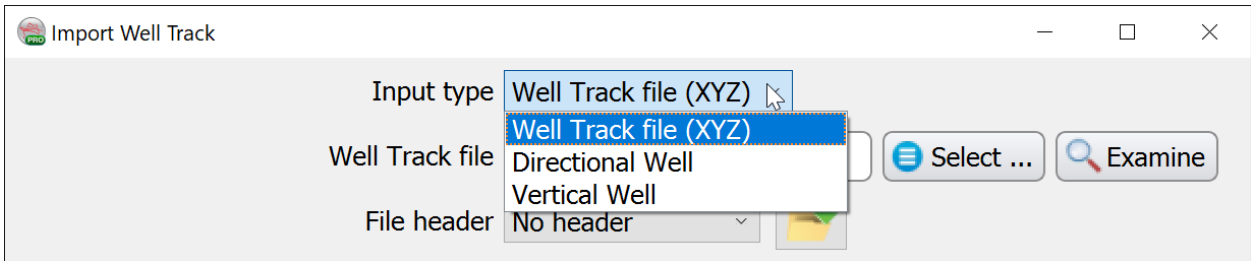 PRO
Import Well Track
Input type Well Track file (XYZ)
Well Track file (XYZ)
Well Track file Select ... Examine
Directional Well
Vertical Well
File header No header